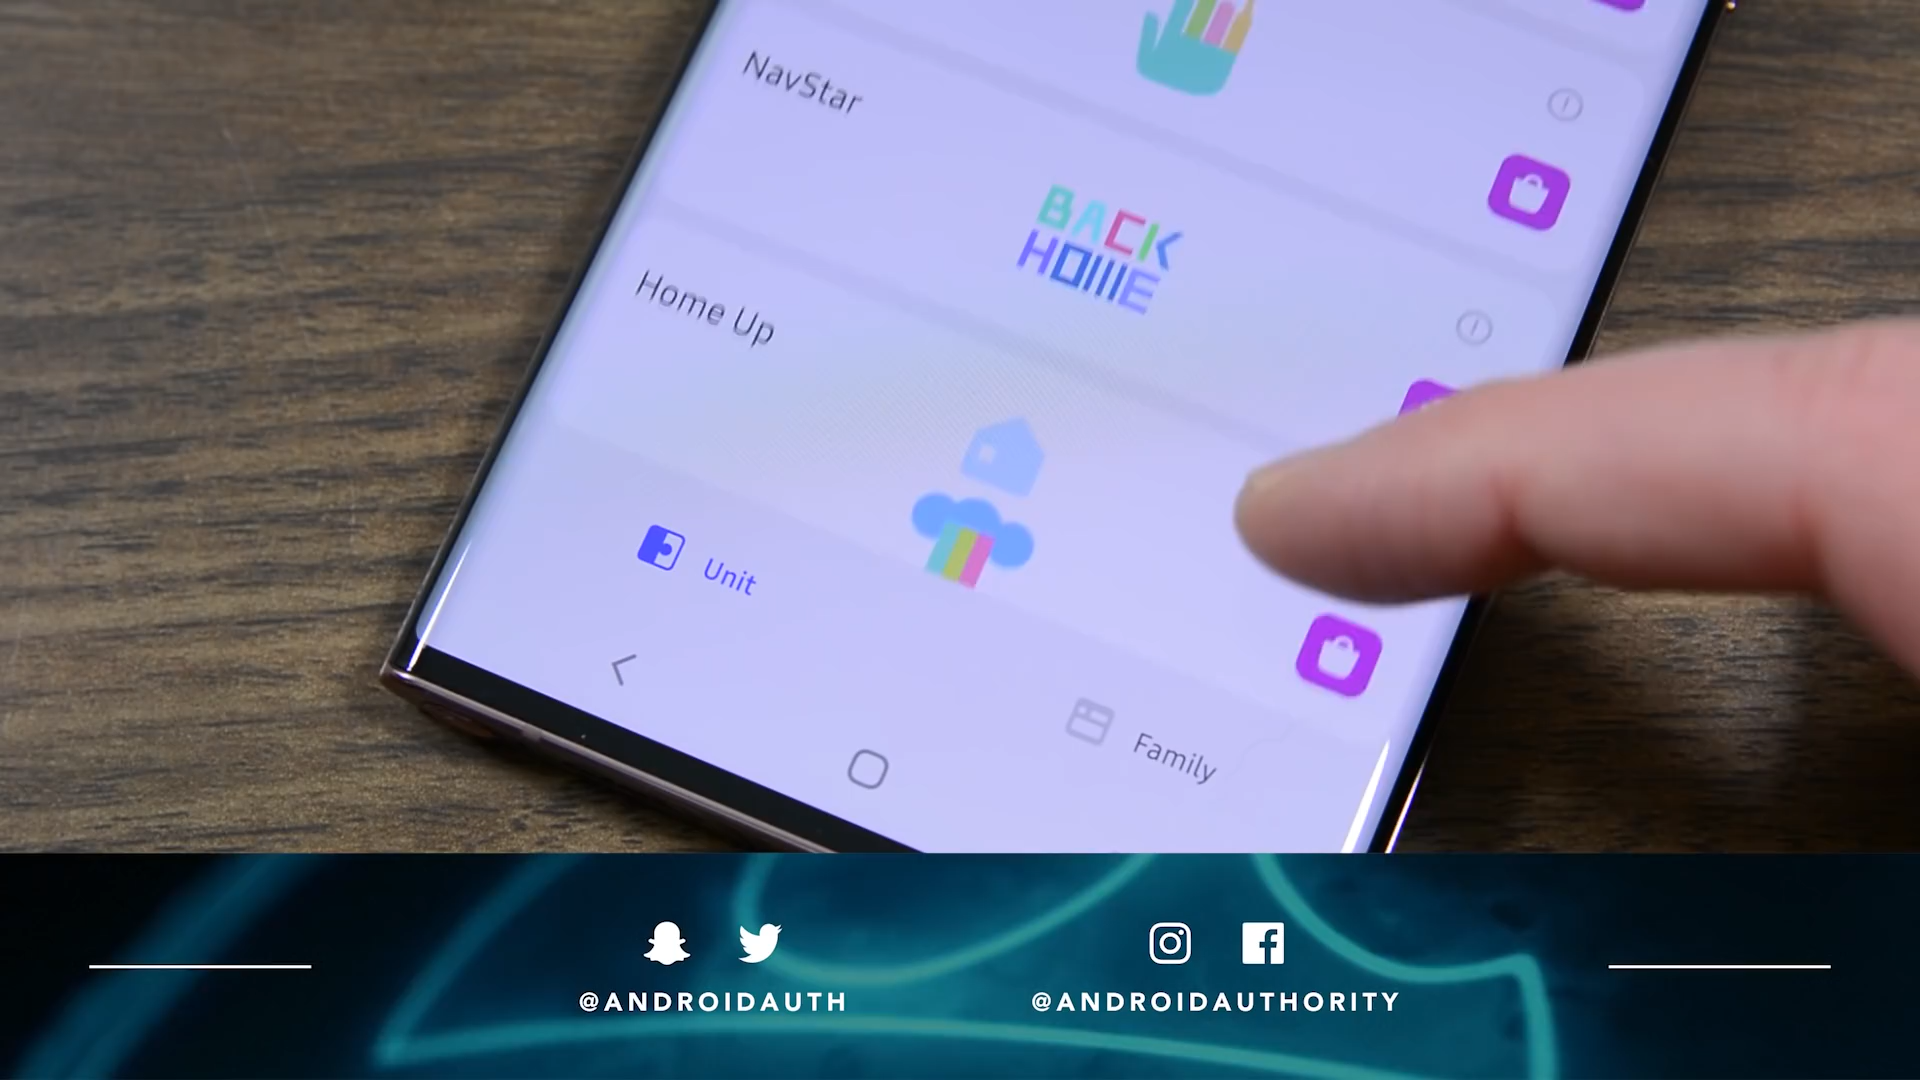 NavStar
BACK
HOME
Home Up
Unit
Family
@ANDROIDAUTH
@ANDROIDAUTHORITY